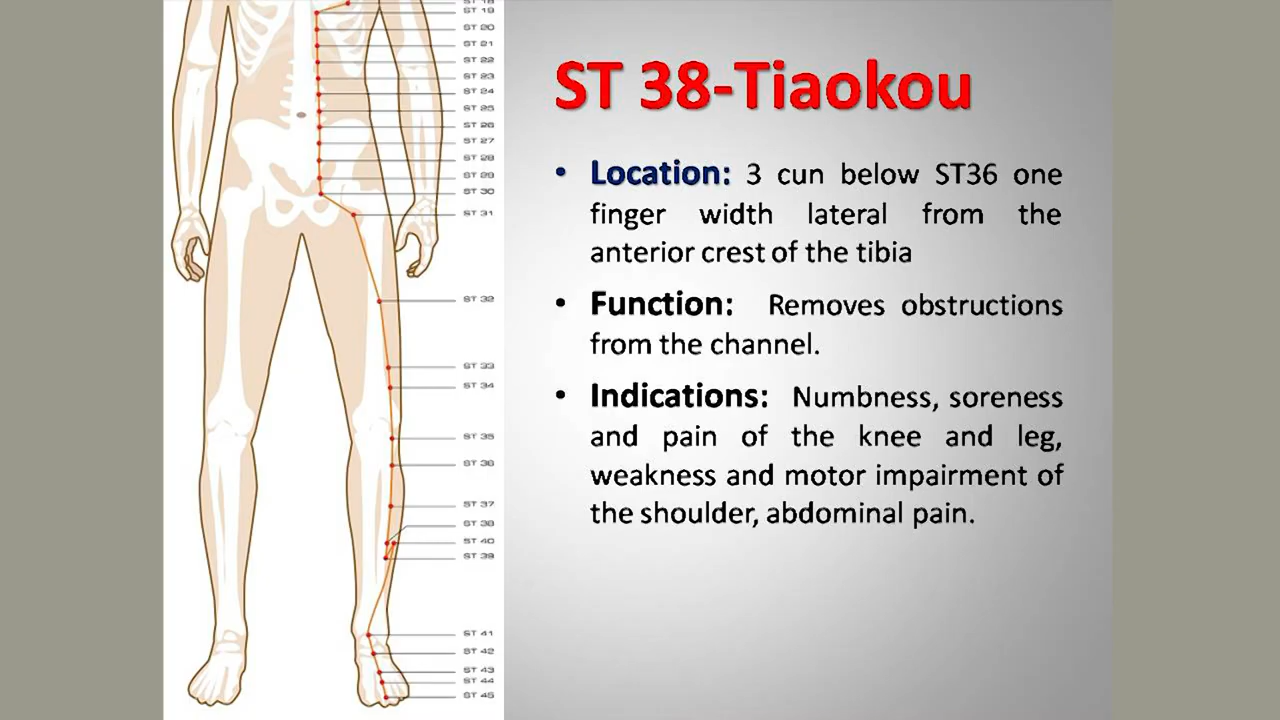 ST 18
ST 19
ST 20
ST 21
ST 22
ST 23
ST 24
ST 25
ST 26
ST 27
ST 28
ST 29
ST 30
ST 31
ST 32
ST 33
ST 34
ST 35
ST 36
ST 37
ST 38
ST 40
ST 39
ST 41
ST 42
ST 43
ST 44
ST 45
ST 38-Tiaokou
• Location: 3 cun below ST36 one
finger width lateral from the
anterior crest of the tibia
• Function: Removes obstructions
from the channel.
• Indications: Numbness, soreness
and pain of the knee and leg,
weakness and motor impairment of
the shoulder, abdominal pain.